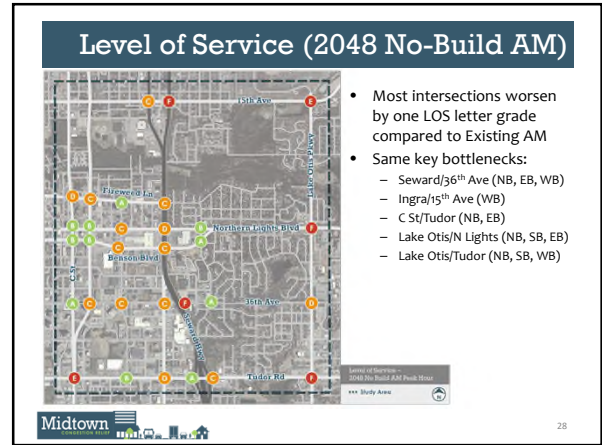 Level of Service (2048 No-Build AM)
C F 15th Ave E
Lake Otis Pkwy
D C Fireweed Ln A C
B B C D B Northern Lights Blvd F
B B C C
Benson Blvd
C St
A C C C F A 36th Ave D
Seward Hwy
E B D A C Tudor Rd F
• Most intersections worsen
by one LOS letter grade
compared to Existing AM
• Same key bottlenecks:
– Seward/36th Ave (NB, EB, WB)
– Ingra/15th Ave (WB)
– C St/Tudor (NB, EB)
– Lake Otis/N Lights (NB, SB, EB)
– Lake Otis/Tudor (NB, SB, WB)
Level of Service –
2048 No Build AM Peak Hour
Study Area
N
Midtown
CONGESTION RELIEF
28